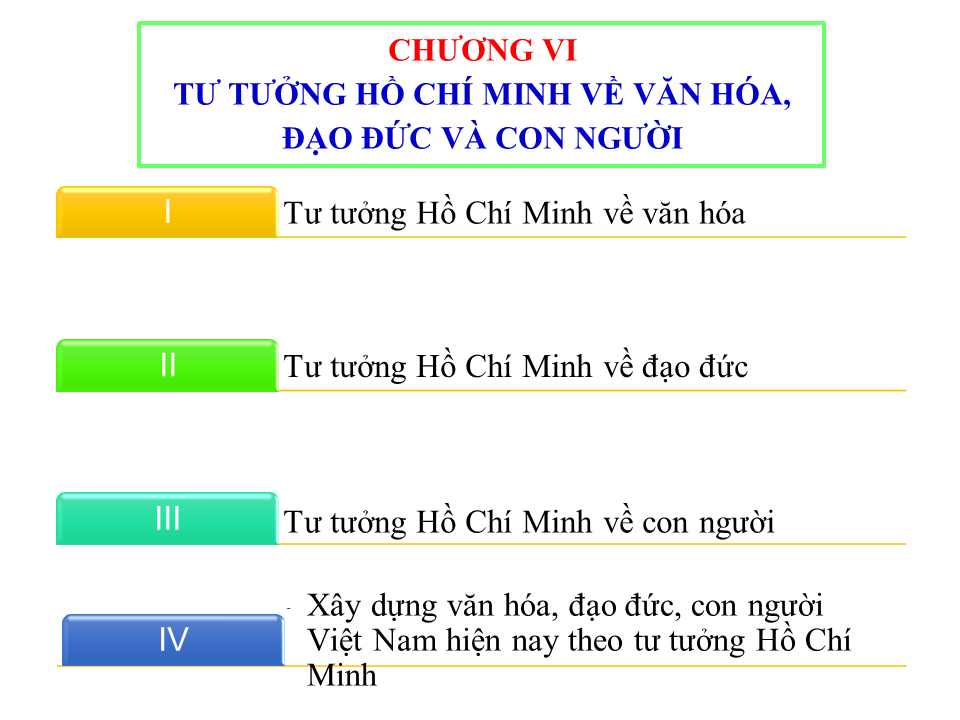 CHƯƠNG VI
TƯ TƯỞNG HỒ CHÍ MINH VỀ VĂN HÓA,
ĐẠO ĐỨC VÀ CON NGƯỜI
I
Tư tưởng Hồ Chí Minh về văn hóa
II
Tư tưởng Hồ Chí Minh về đạo đức
III
Tư tưởng Hồ Chí Minh về con người
IV
- Xây dựng văn hóa, đạo đức, con người
Việt Nam hiện nay theo tư tưởng Hồ Chí
Minh